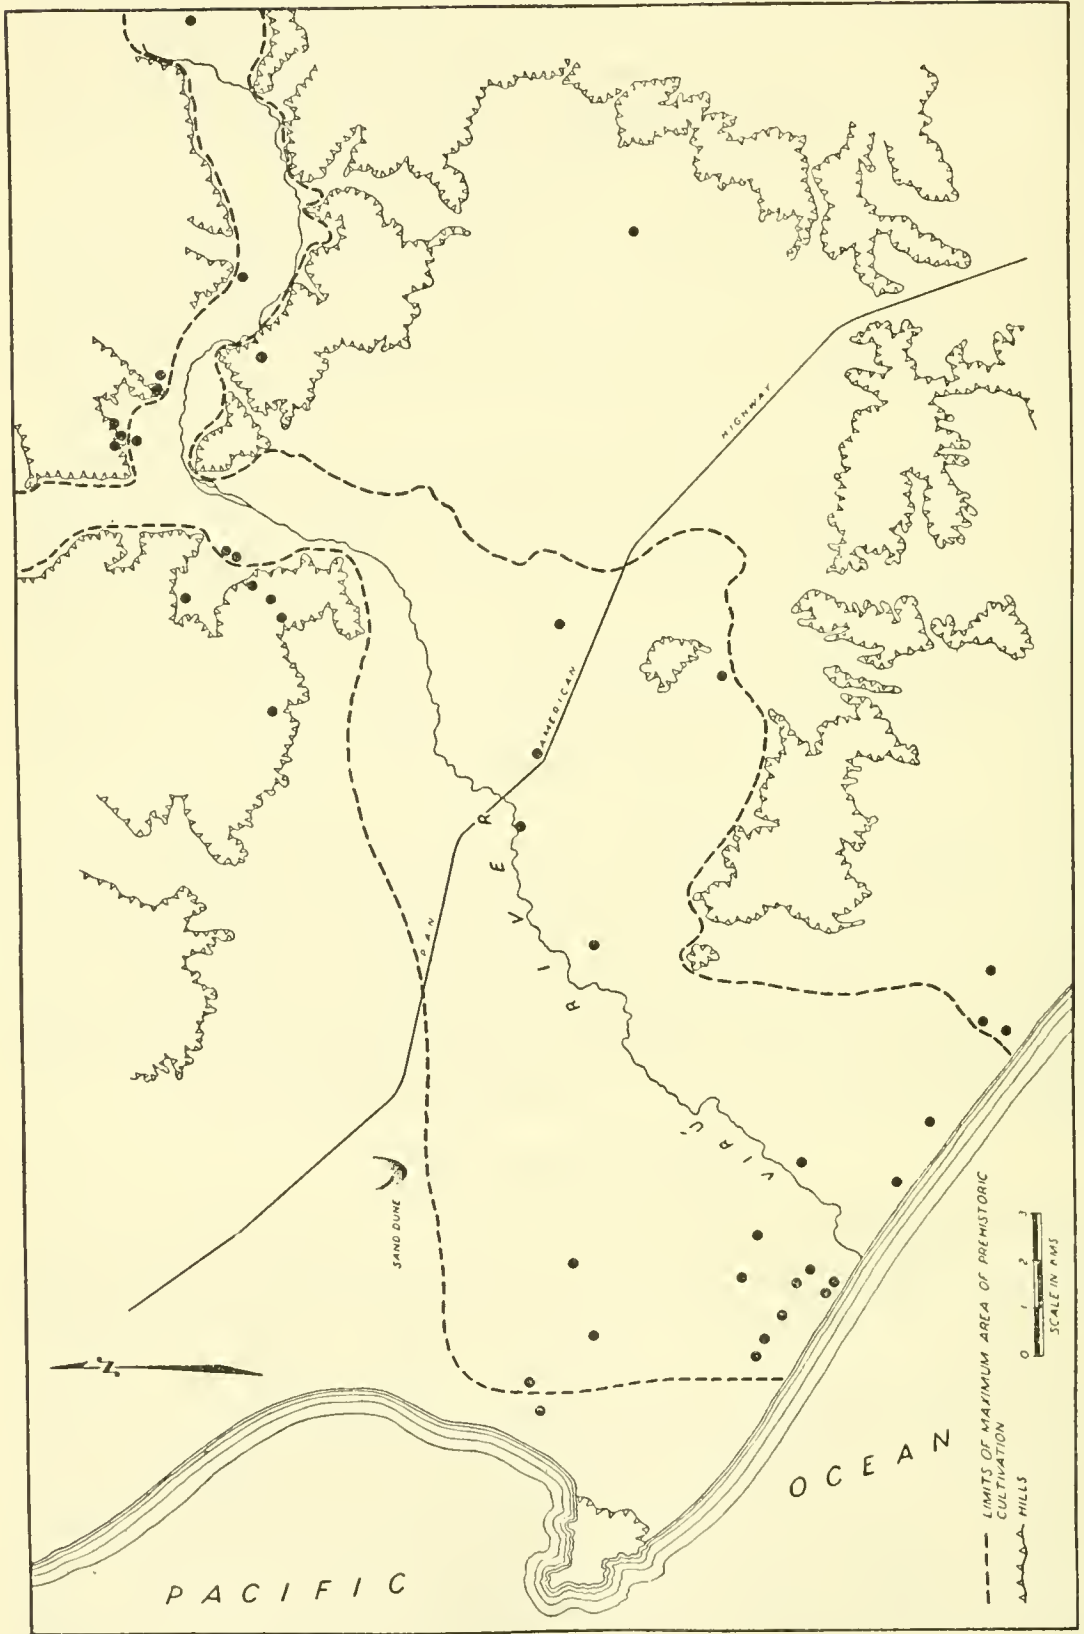 PACIFIC
OCEAN
N
SAND DUNE
PAN
AMERICAN
HIGHWAY
VIRÚ
RIVER
LIMITS OF MAXIMUM AREA OF PREHISTORIC
CULTIVATION
HILLS
0 1 2 3
SCALE IN KMS